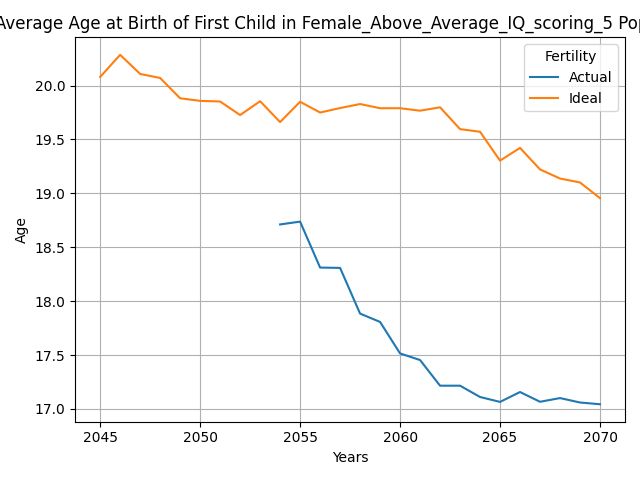 Average Age at Birth of First Child in Female_Above_Average_IQ_scoring_5
Fertility
Actual
Ideal
20.0
19.5
19.0
18.5
18.0
17.5
17.0
Age
2045 2050 2055 2060 2065 2070
Years